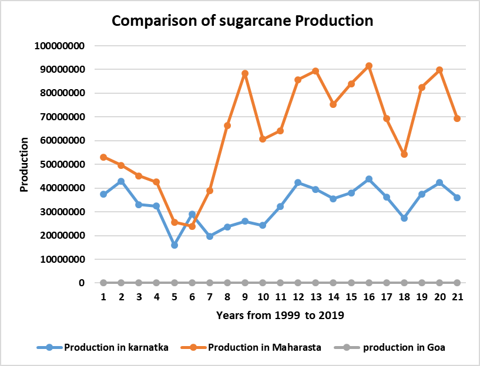 Comparison of sugarcane Production
100000000
90000000
80000000
70000000
60000000
50000000
40000000
30000000
20000000
10000000
0
Production
1 2 3 4 5 6 7 8 9 10 11 12 13 14 15 16 17 18 19 20 21
Years from 1999 to 2019
Production in karnatka Production in Maharasta production in Goa